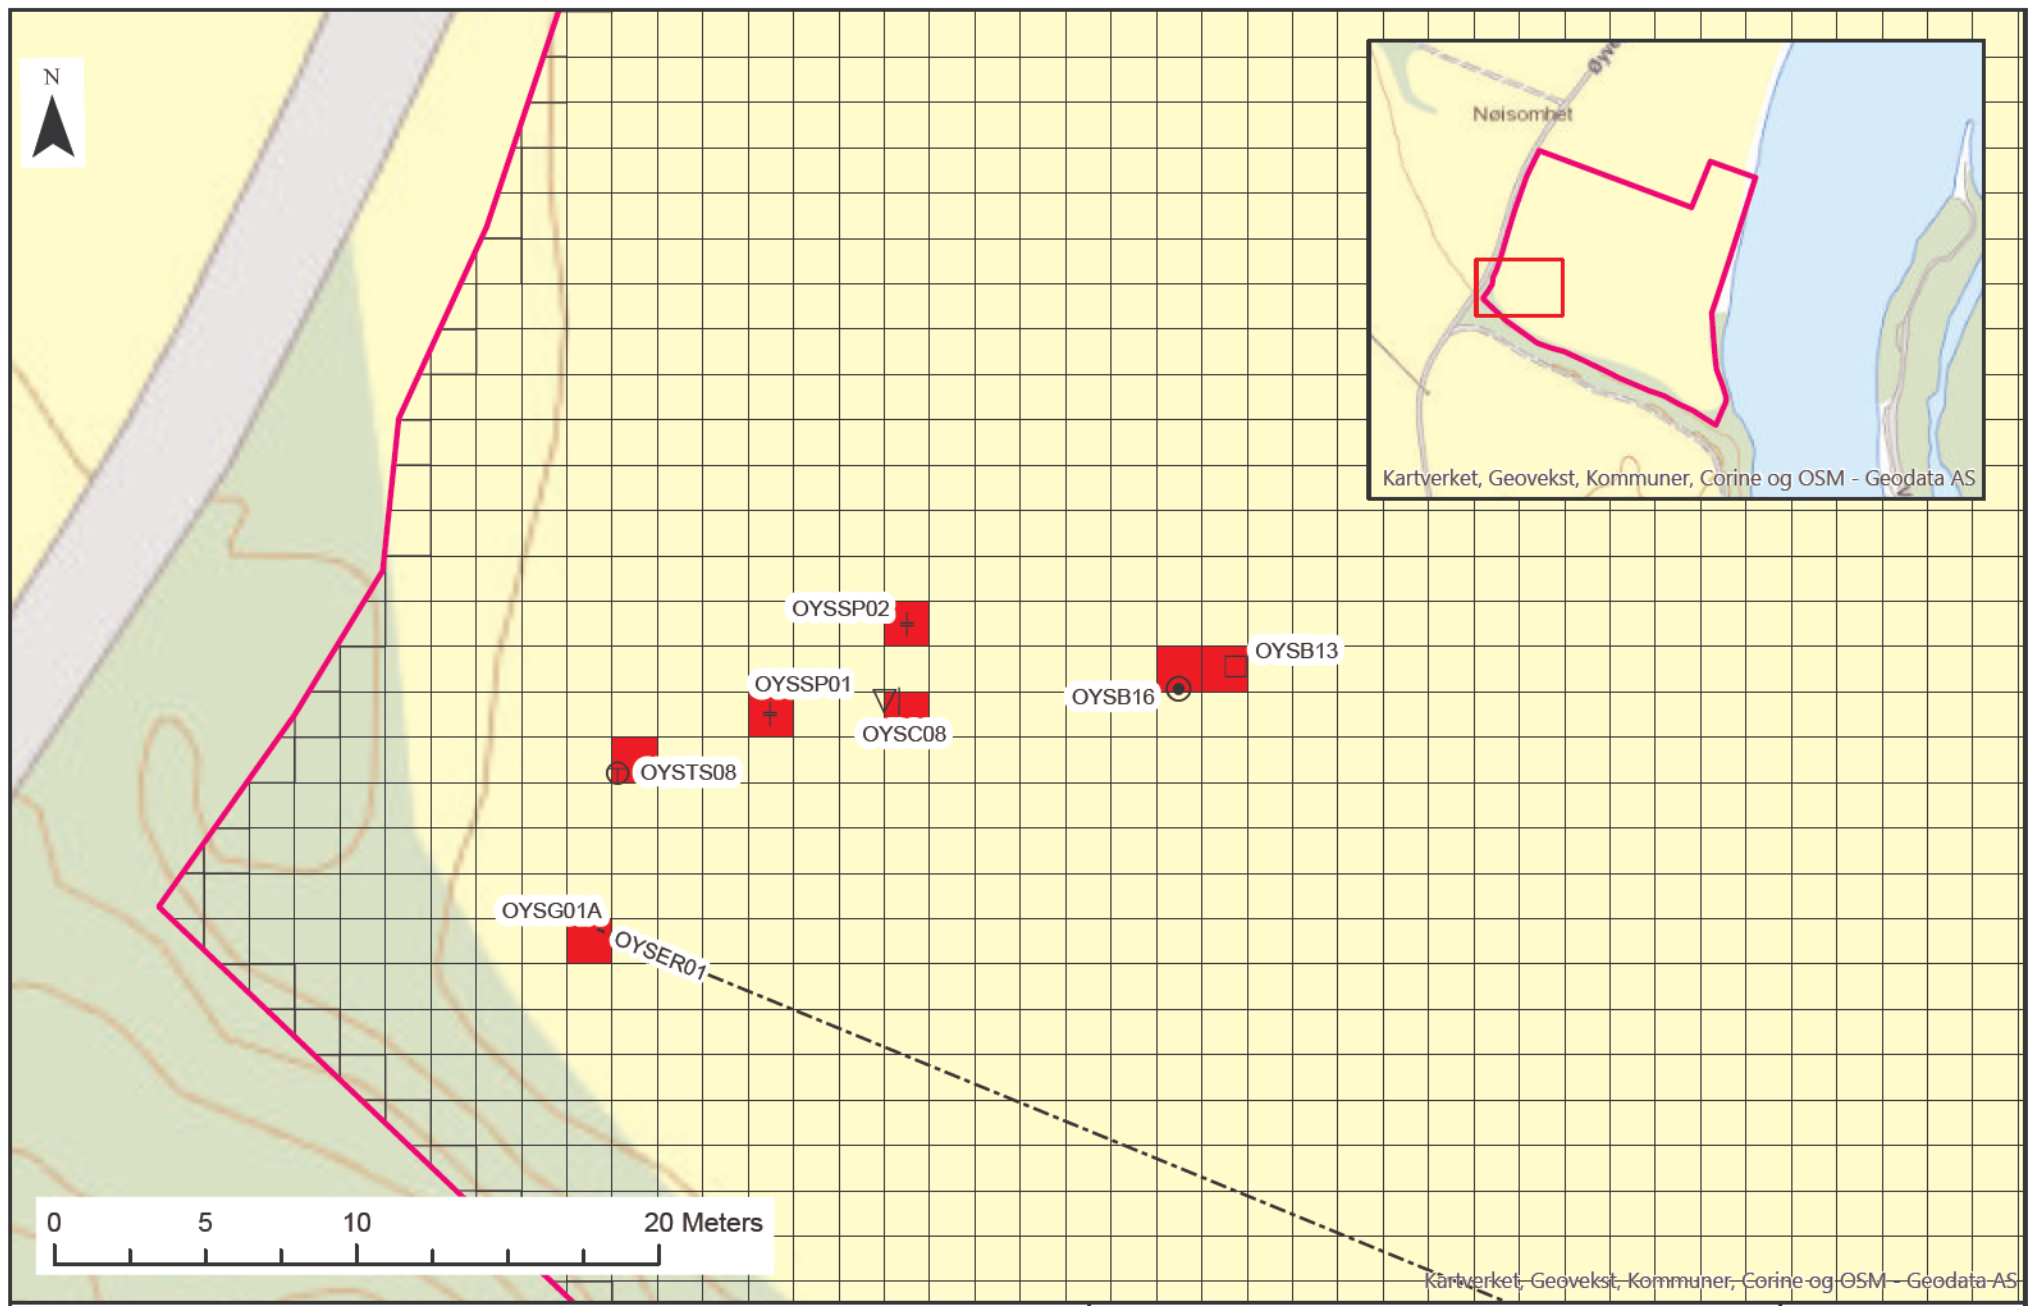 N
Øyve
Nøisomhet
Kartverket, Geovekst, Kommuner, Corine og OSM - Geodata AS
OYSSP02
OYSB13
OYSSP01
OYSB16
OYSC08
OYSTS08
OYSG01A
OYSER01
0 5 10 20 Meters
Kartverket, Geovekst, Kommuner, Corine og OSM - Geodata AS